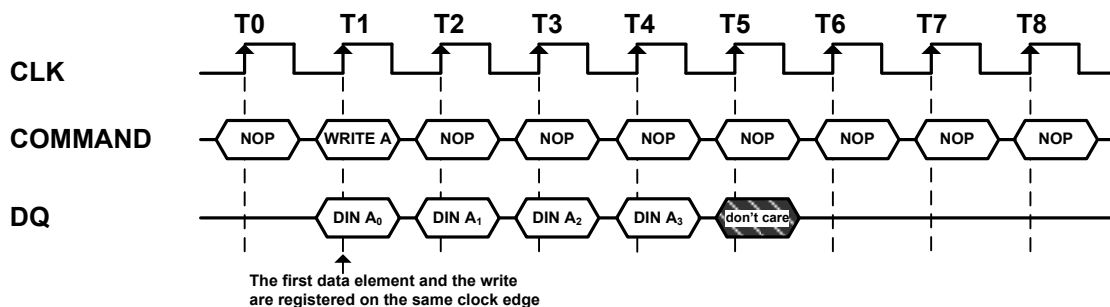 T0 T1 T2 T3 T4 T5 T6 T7 T8
CLK
COMMAND NOP WRITE A NOP NOP NOP NOP NOP NOP NOP
DQ DIN A₀ DIN A₁ DIN A₂ DIN A₃ don't care
The first data element and the write
are registered on the same clock edge